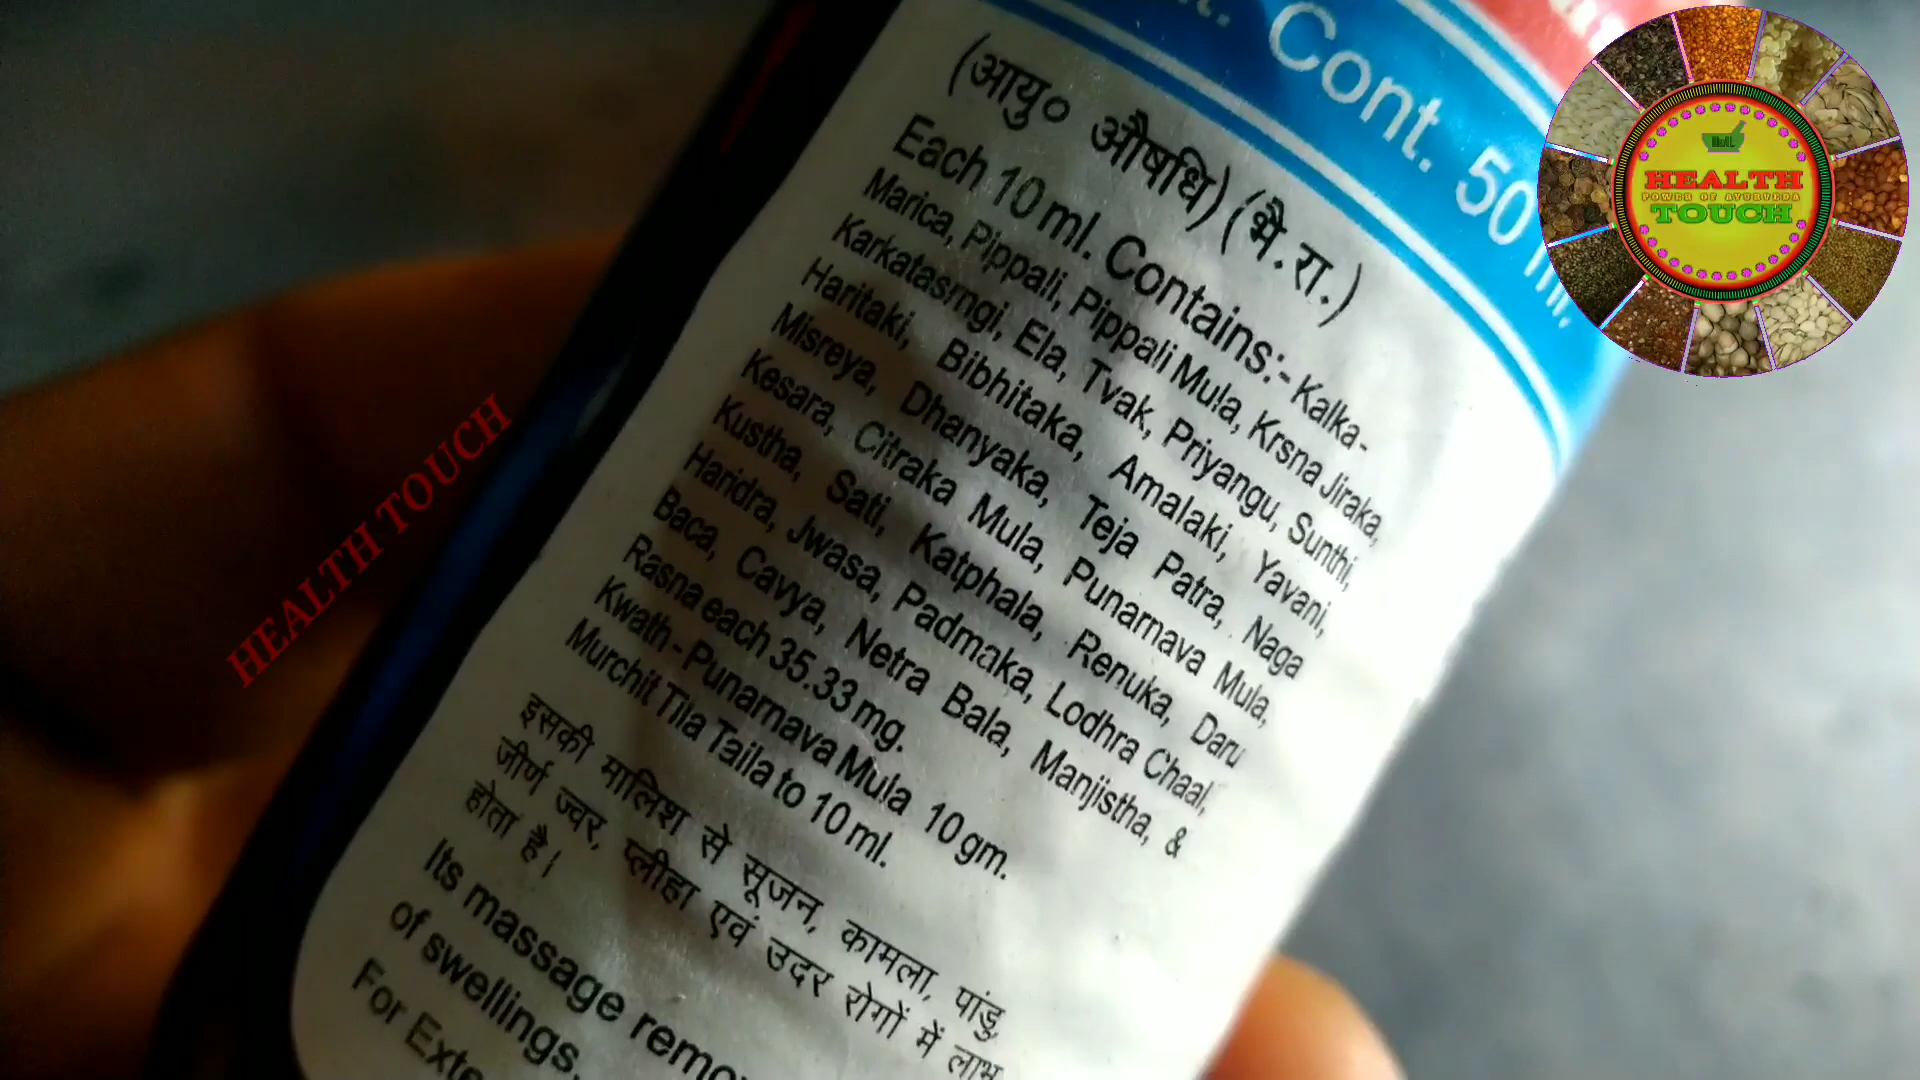 Cont. 50 ml.
(आयु० औषधि) (भै.रा.)
Each 10 ml. Contains:- Kalka-
Marica, Pippali, Pippali Mula, Krsna Jiraka,
Karkatasrngi, Ela, Tvak, Priyangu, Sunthi,
Haritaki, Bibhitaka, Amalaki, Yavani,
Misreya, Dhanyaka, Teja Patra, Naga
Kesara, Citraka Mula, Punarnava Mula,
Kustha, Sati, Katphala, Renuka, Daru
Haridra, Jwasa, Padmaka, Lodhra Chaal,
Baca, Cavya, Netra Bala, Manjistha, &
Rasna each 35.33 mg.
Kwath - Punarnava Mula 10 gm.
Murchit Tila Taila to 10 ml.
इसकी मालिश से सूजन, कामला, पांडु,
जीर्ण ज्वर, प्लीहा एवं उदर रोगों में लाभ
होता है।
Its massage
of swellings.
For
HEALTH TOUCH
HEALTH
POWER OF AYURVEDA
TOUCH